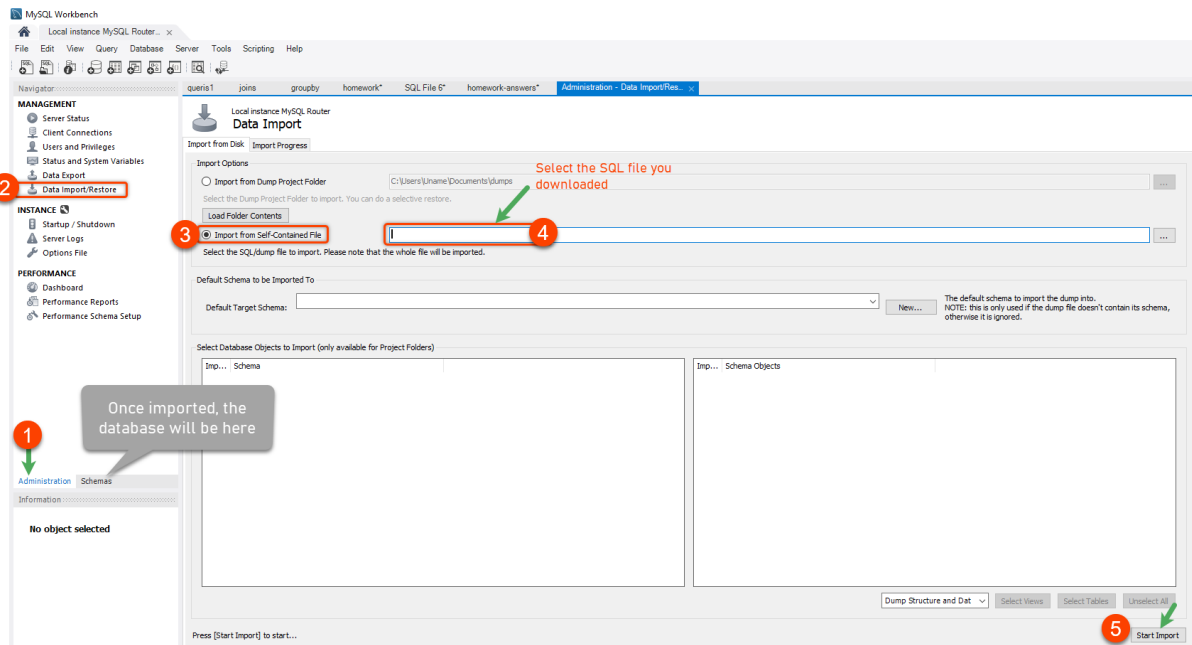 MySQL Workbench
Local instance MySQL Router... x
File Edit View Query Database Server Tools Scripting Help
Navigator
queris1 joins groupby homework* SQL File 6* homework-answers* Administration - Data Import/Res... x
MANAGEMENT
Server Status
Client Connections
Users and Privileges
Status and System Variables
Data Export
2 Data Import/Restore
INSTANCE
Startup / Shutdown
Server Logs
Options File
PERFORMANCE
Dashboard
Performance Reports
Performance Schema Setup
Once imported, the
database will be here
1
Administration Schemas
Information
No object selected
Local instance MySQL Router
Data Import
Import from Disk Import Progress
Import Options
Select the SQL file you
downloaded
Import from Dump Project Folder C:\Users\Uname\Documents\dumps ...
Select the Dump Project Folder to import. You can do a selective restore.
Load Folder Contents
3 Import from Self-Contained File 4 ...
Select the SQL/dump file to import. Please note that the whole file will be imported.
Default Schema to be Imported To
Default Target Schema: New...
The default schema to import the dump into.
NOTE: this is only used if the dump file doesn't contain its schema,
otherwise it is ignored.
Select Database Objects to Import (only available for Project Folders)
Imp... Schema Imp... Schema Objects
Dump Structure and Dat Select Views Select Tables Unselect All
Press [Start Import] to start...
5 Start Import